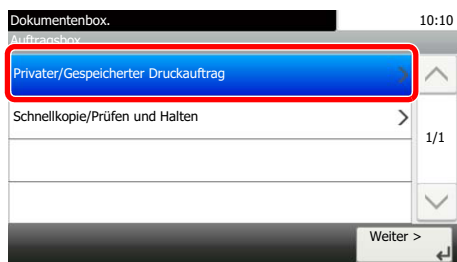 Dokumentenbox. 10:10
Auftragsbox
Privater/Gespeicherter Druckauftrag
Schnellkopie/Prüfen und Halten
1/1
Weiter >